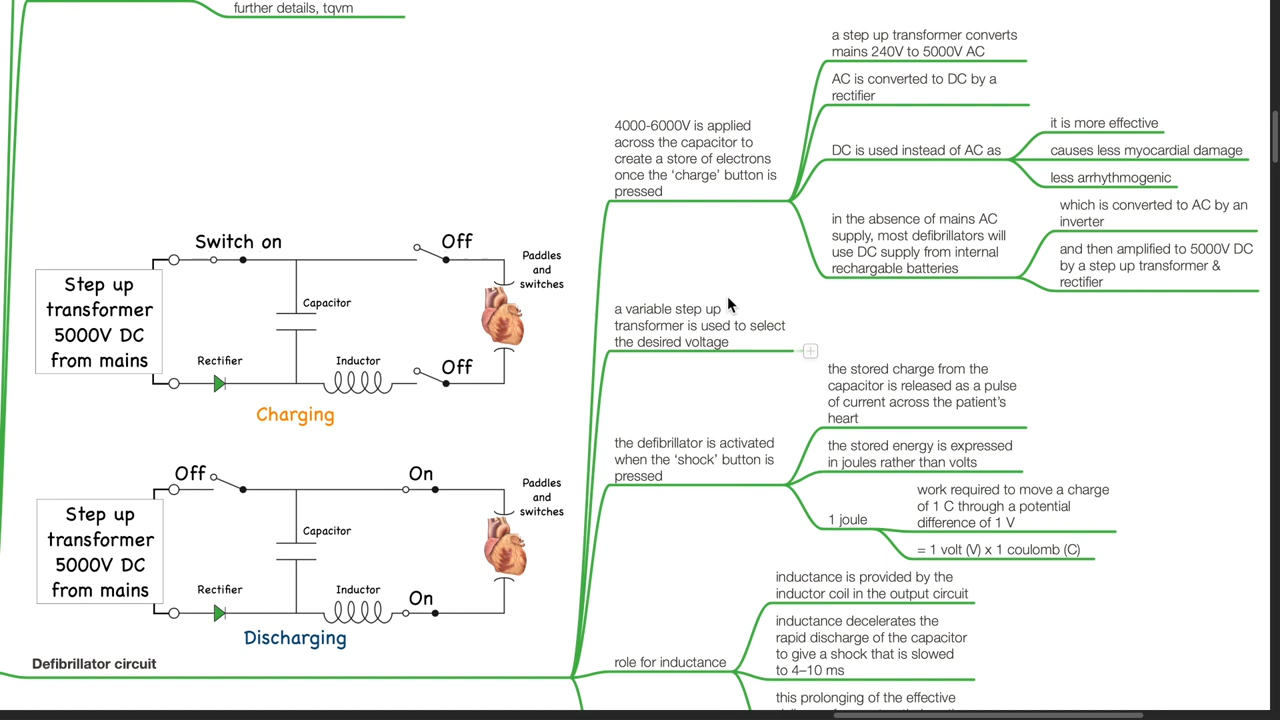 further details, tqvm
Switch on
Off
Paddles
and
switches
Step up
transformer
5000V DC
from mains
Capacitor
Rectifier
Inductor
Off
Charging
Off
On
Paddles
and
switches
Step up
transformer
5000V DC
from mains
Capacitor
Rectifier
Inductor
On
Discharging
Defibrillator circuit
4000-6000V is applied
across the capacitor to
create a store of electrons
once the ‘charge’ button is
pressed
a step up transformer converts
mains 240V to 5000V AC
AC is converted to DC by a
rectifier
DC is used instead of AC as
it is more effective
causes less myocardial damage
less arrhythmogenic
in the absence of mains AC
supply, most defibrillators will
use DC supply from internal
rechargable batteries
which is converted to AC by an
inverter
and then amplified to 5000V DC
by a step up transformer &
rectifier
a variable step up
transformer is used to select
the desired voltage
the defibrillator is activated
when the ‘shock’ button is
pressed
the stored charge from the
capacitor is released as a pulse
of current across the patient’s
heart
the stored energy is expressed
in joules rather than volts
1 joule
work required to move a charge
of 1 C through a potential
difference of 1 V
= 1 volt (V) x 1 coulomb (C)
role for inductance
inductance is provided by the
inductor coil in the output circuit
inductance decelerates the
rapid discharge of the capacitor
to give a shock that is slowed
to 4–10 ms
this prolonging of the effective